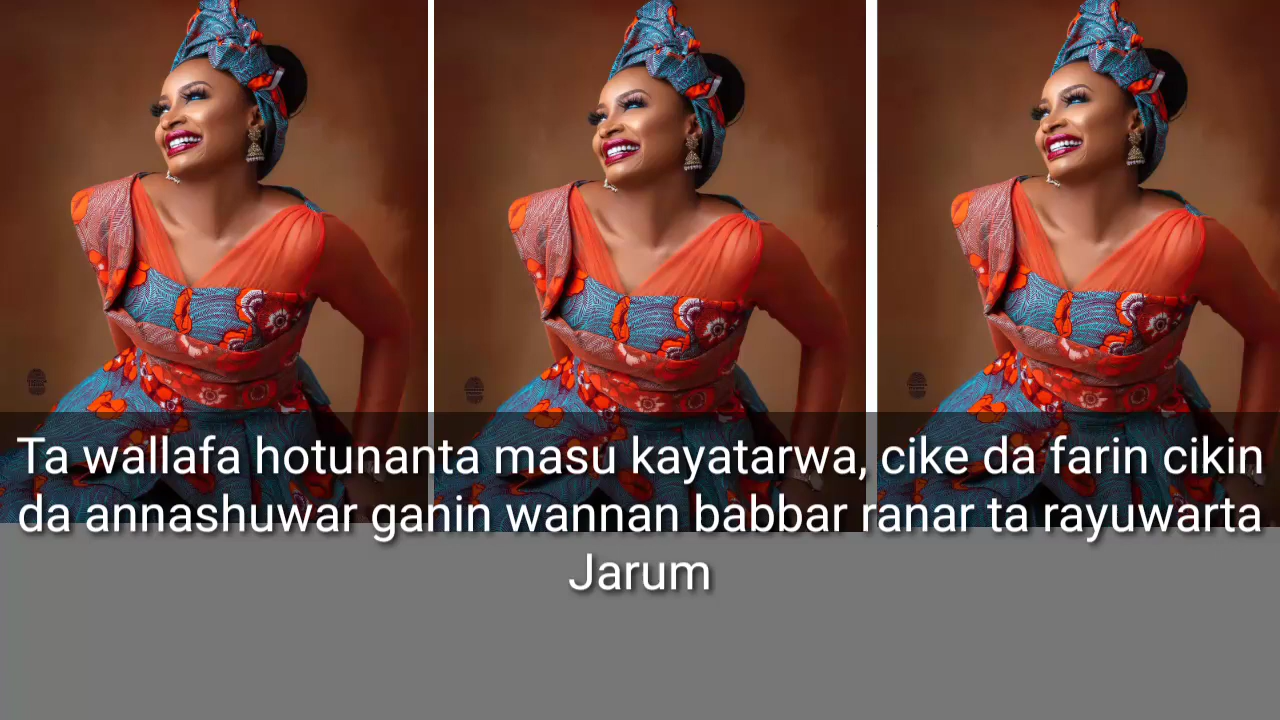 Ta wallafa hotunanta masu kayatarwa, cike da farin cikin
da annashuwar ganin wannan babbar ranar ta rayuwarta
Jarum